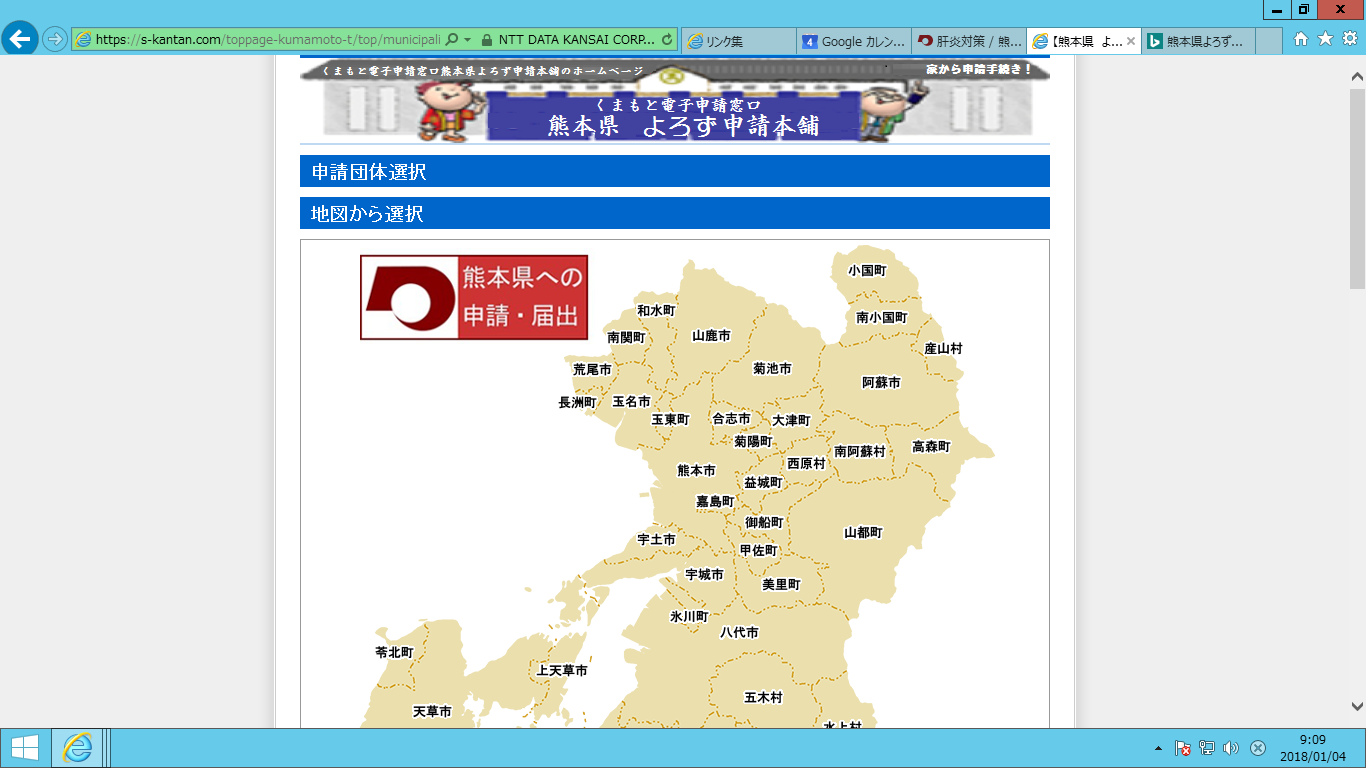 https://s-kantan.com/toppage-kumamoto-t/top/municipali
NTT DATA KANSAI CORP...
リンク集
4 Google カレン...
肝炎対策 / 熊...
【熊本県 よ...
熊本県よろず...
くまもと電子申請窓口熊本県よろず申請本舗のホームページ
家から申請手続き!
くまもと電子申請窓口
熊本県 よろず申請本舗
申請団体選択
地図から選択
熊本県への
申請・届出
小国町
和水町
南小国町
南関町
山鹿市
産山村
荒尾市
菊池市
阿蘇市
長洲町
玉名市
玉東町
合志市
大津町
菊陽町
南阿蘇村
高森町
西原村
熊本市
益城町
嘉島町
御船町
山都町
宇土市
甲佐町
宇城市
美里町
氷川町
八代市
苓北町
上天草市
五木村
天草市
水上村
9:09
2018/01/04